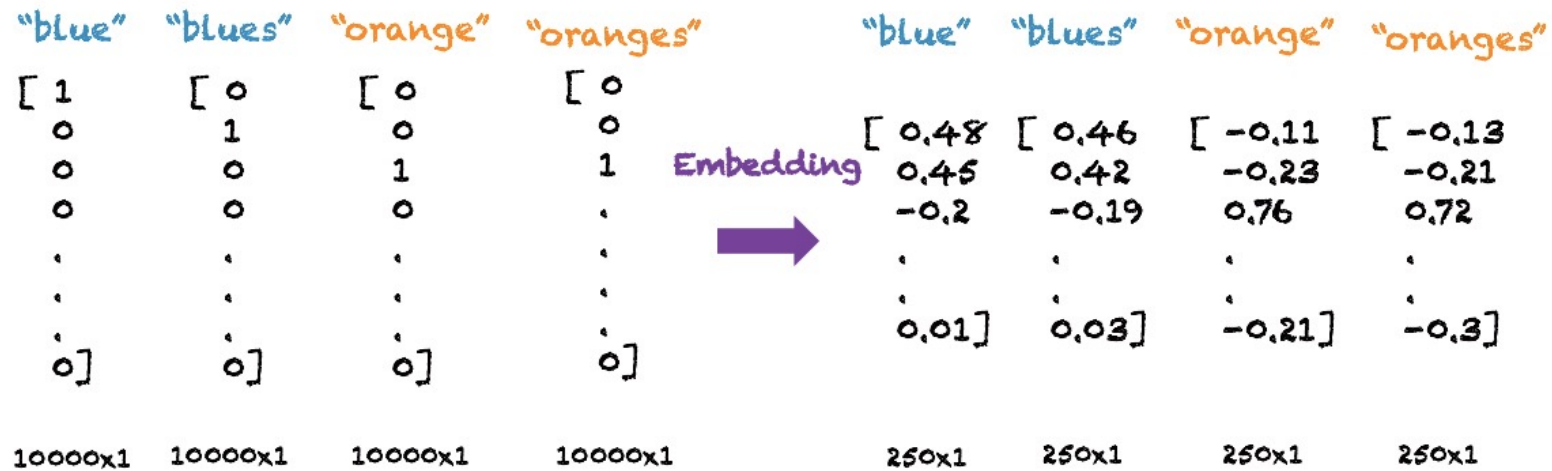 "blue" "blues" "orange" "oranges" "blue" "blues" "orange" "oranges"
[ 1 [ 0 [ 0 [ 0
0 1 0 0 [ 0.48 [ 0.46 [ -0.11 [ -0.13
0 0 1 1 Embedding 0.45 0.42 -0.23 -0.21
0 0 0 . -0.2 -0.19 0.76 0.72
. . . . . . . .
. . . . . . . .
. . . . 0.01] 0.03] -0.21] -0.3]
0] 0] 0] 0]
10000x1 10000x1 10000x1 10000x1 250x1 250x1 250x1 250x1